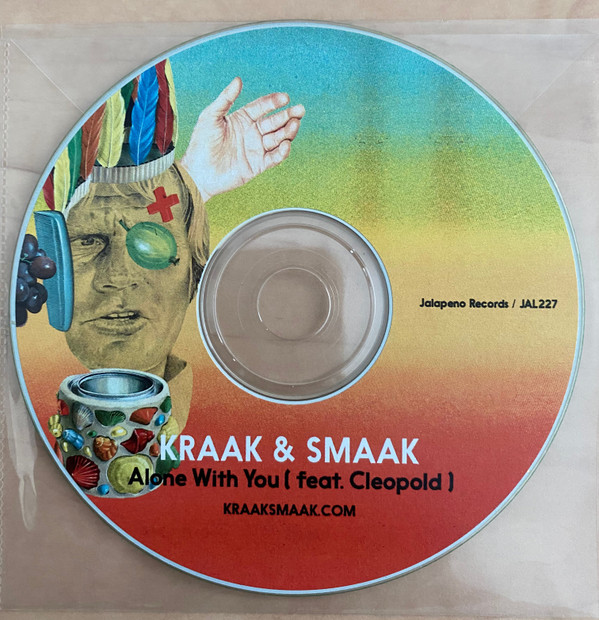 Jalapeno Records / JAL227
KRAAK & SMAAK
Alone With You ( feat. Cleopold )
KRAAKSMAAK.COM